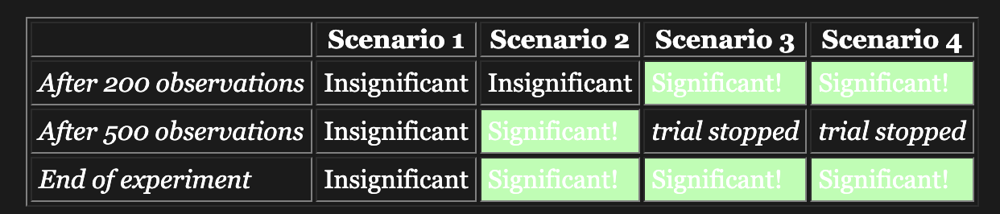 Scenario 1 Scenario 2 Scenario 3 Scenario 4
After 200 observations Insignificant Insignificant Significant! Significant!
After 500 observations Insignificant Significant! trial stopped trial stopped
End of experiment Insignificant Significant! Significant! Significant!